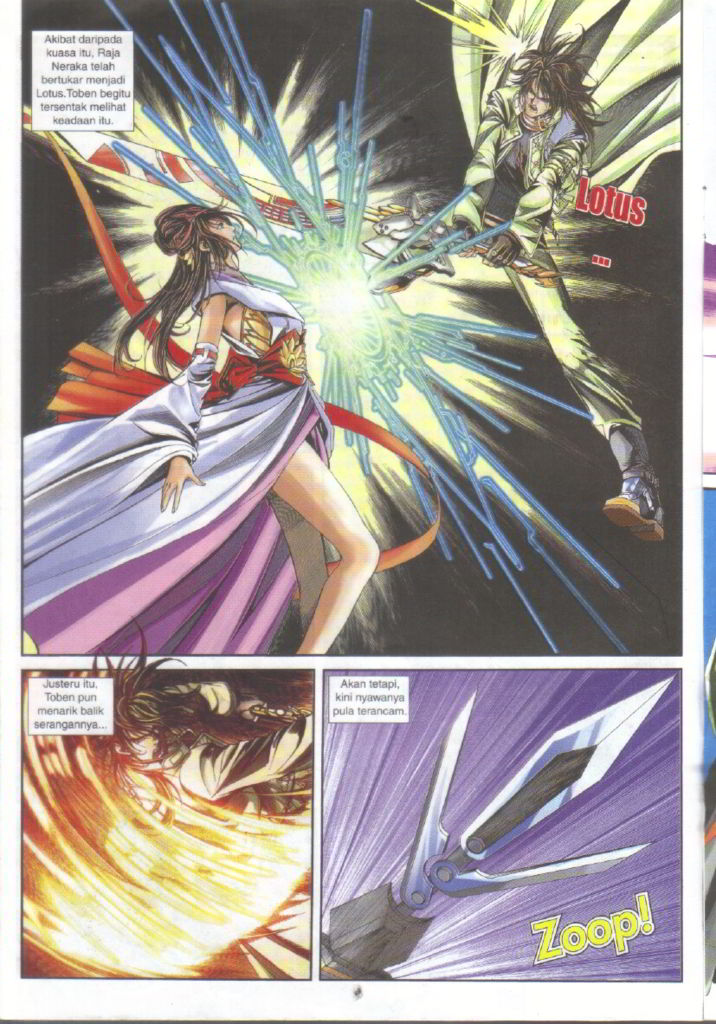 Akibat daripada
kuasa itu, Raja
Neraka telah
bertukar menjadi
Lotus.Toben begitu
tersentak melihat
keadaan itu.
Lotus
...
Justeru itu,
Toben pun
menarik balik
serangannya...
Akan tetapi,
kini nyawanya
pula terancam.
Zoop!